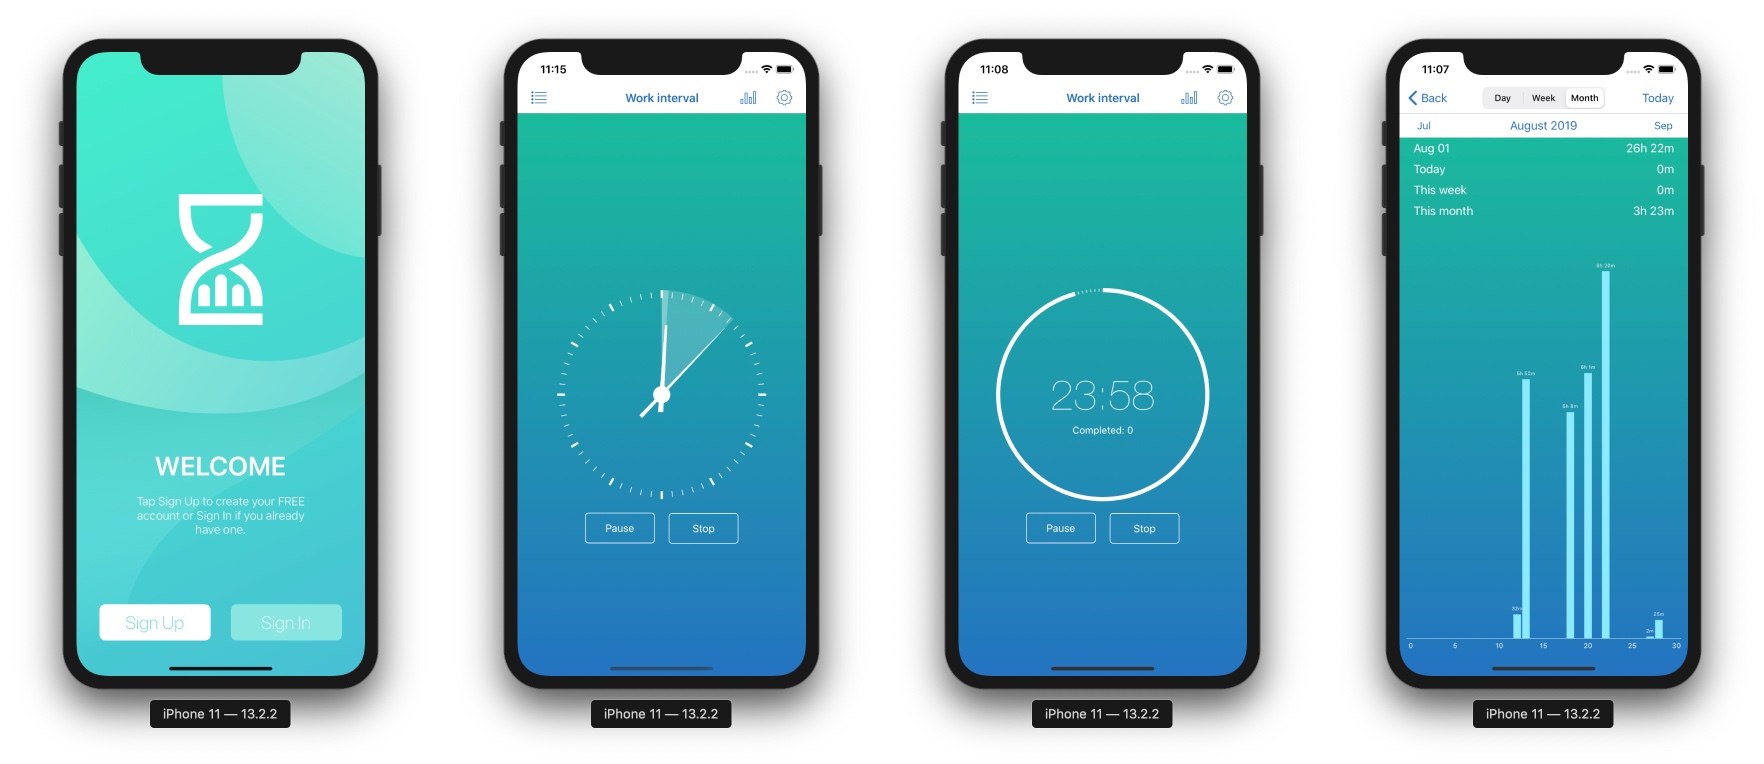 WELCOME
Tap Sign Up to create your FREE
account or Sign In if you already
have one.
Sign Up
Sign In
iPhone 11 — 13.2.2
11:15
Work interval
Pause
Stop
iPhone 11 — 13.2.2
11:08
Work interval
23:58
Completed: 0
Pause
Stop
iPhone 11 — 13.2.2
11:07
Back
Day
Week
Month
Today
Jul
August 2019
Sep
Aug 01
26h 22m
Today
0m
This week
0m
This month
3h 23m
32m
2m
25m
0
5
10
15
20
25
30
iPhone 11 — 13.2.2